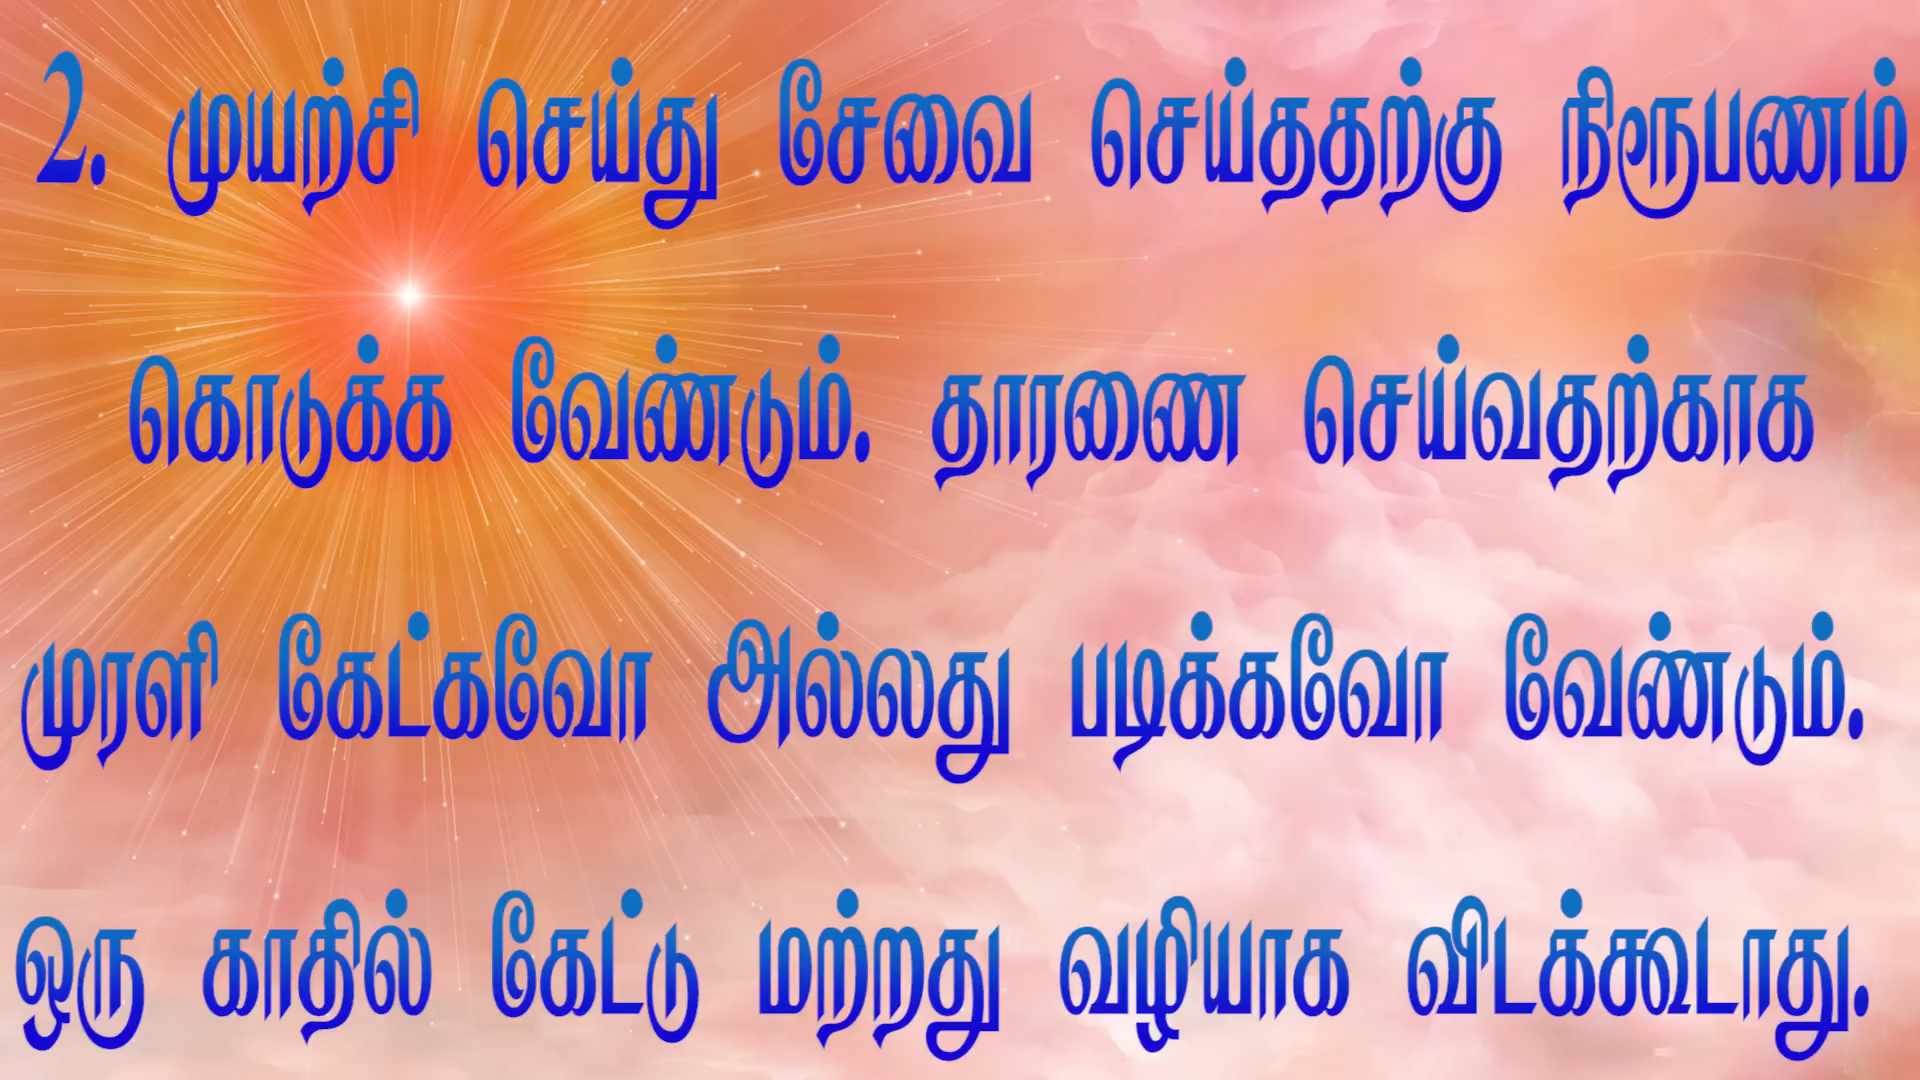 2. முயற்சி செய்து சேவை செய்ததற்கு நிரூபணம்
கொடுக்க வேண்டும். தாரணை செய்வதற்காக
முரளி கேட்கவோ அல்லது படிக்கவோ வேண்டும்.
ஒரு காதில் கேட்டு மற்றது வழியாக விடக்கூடாது.